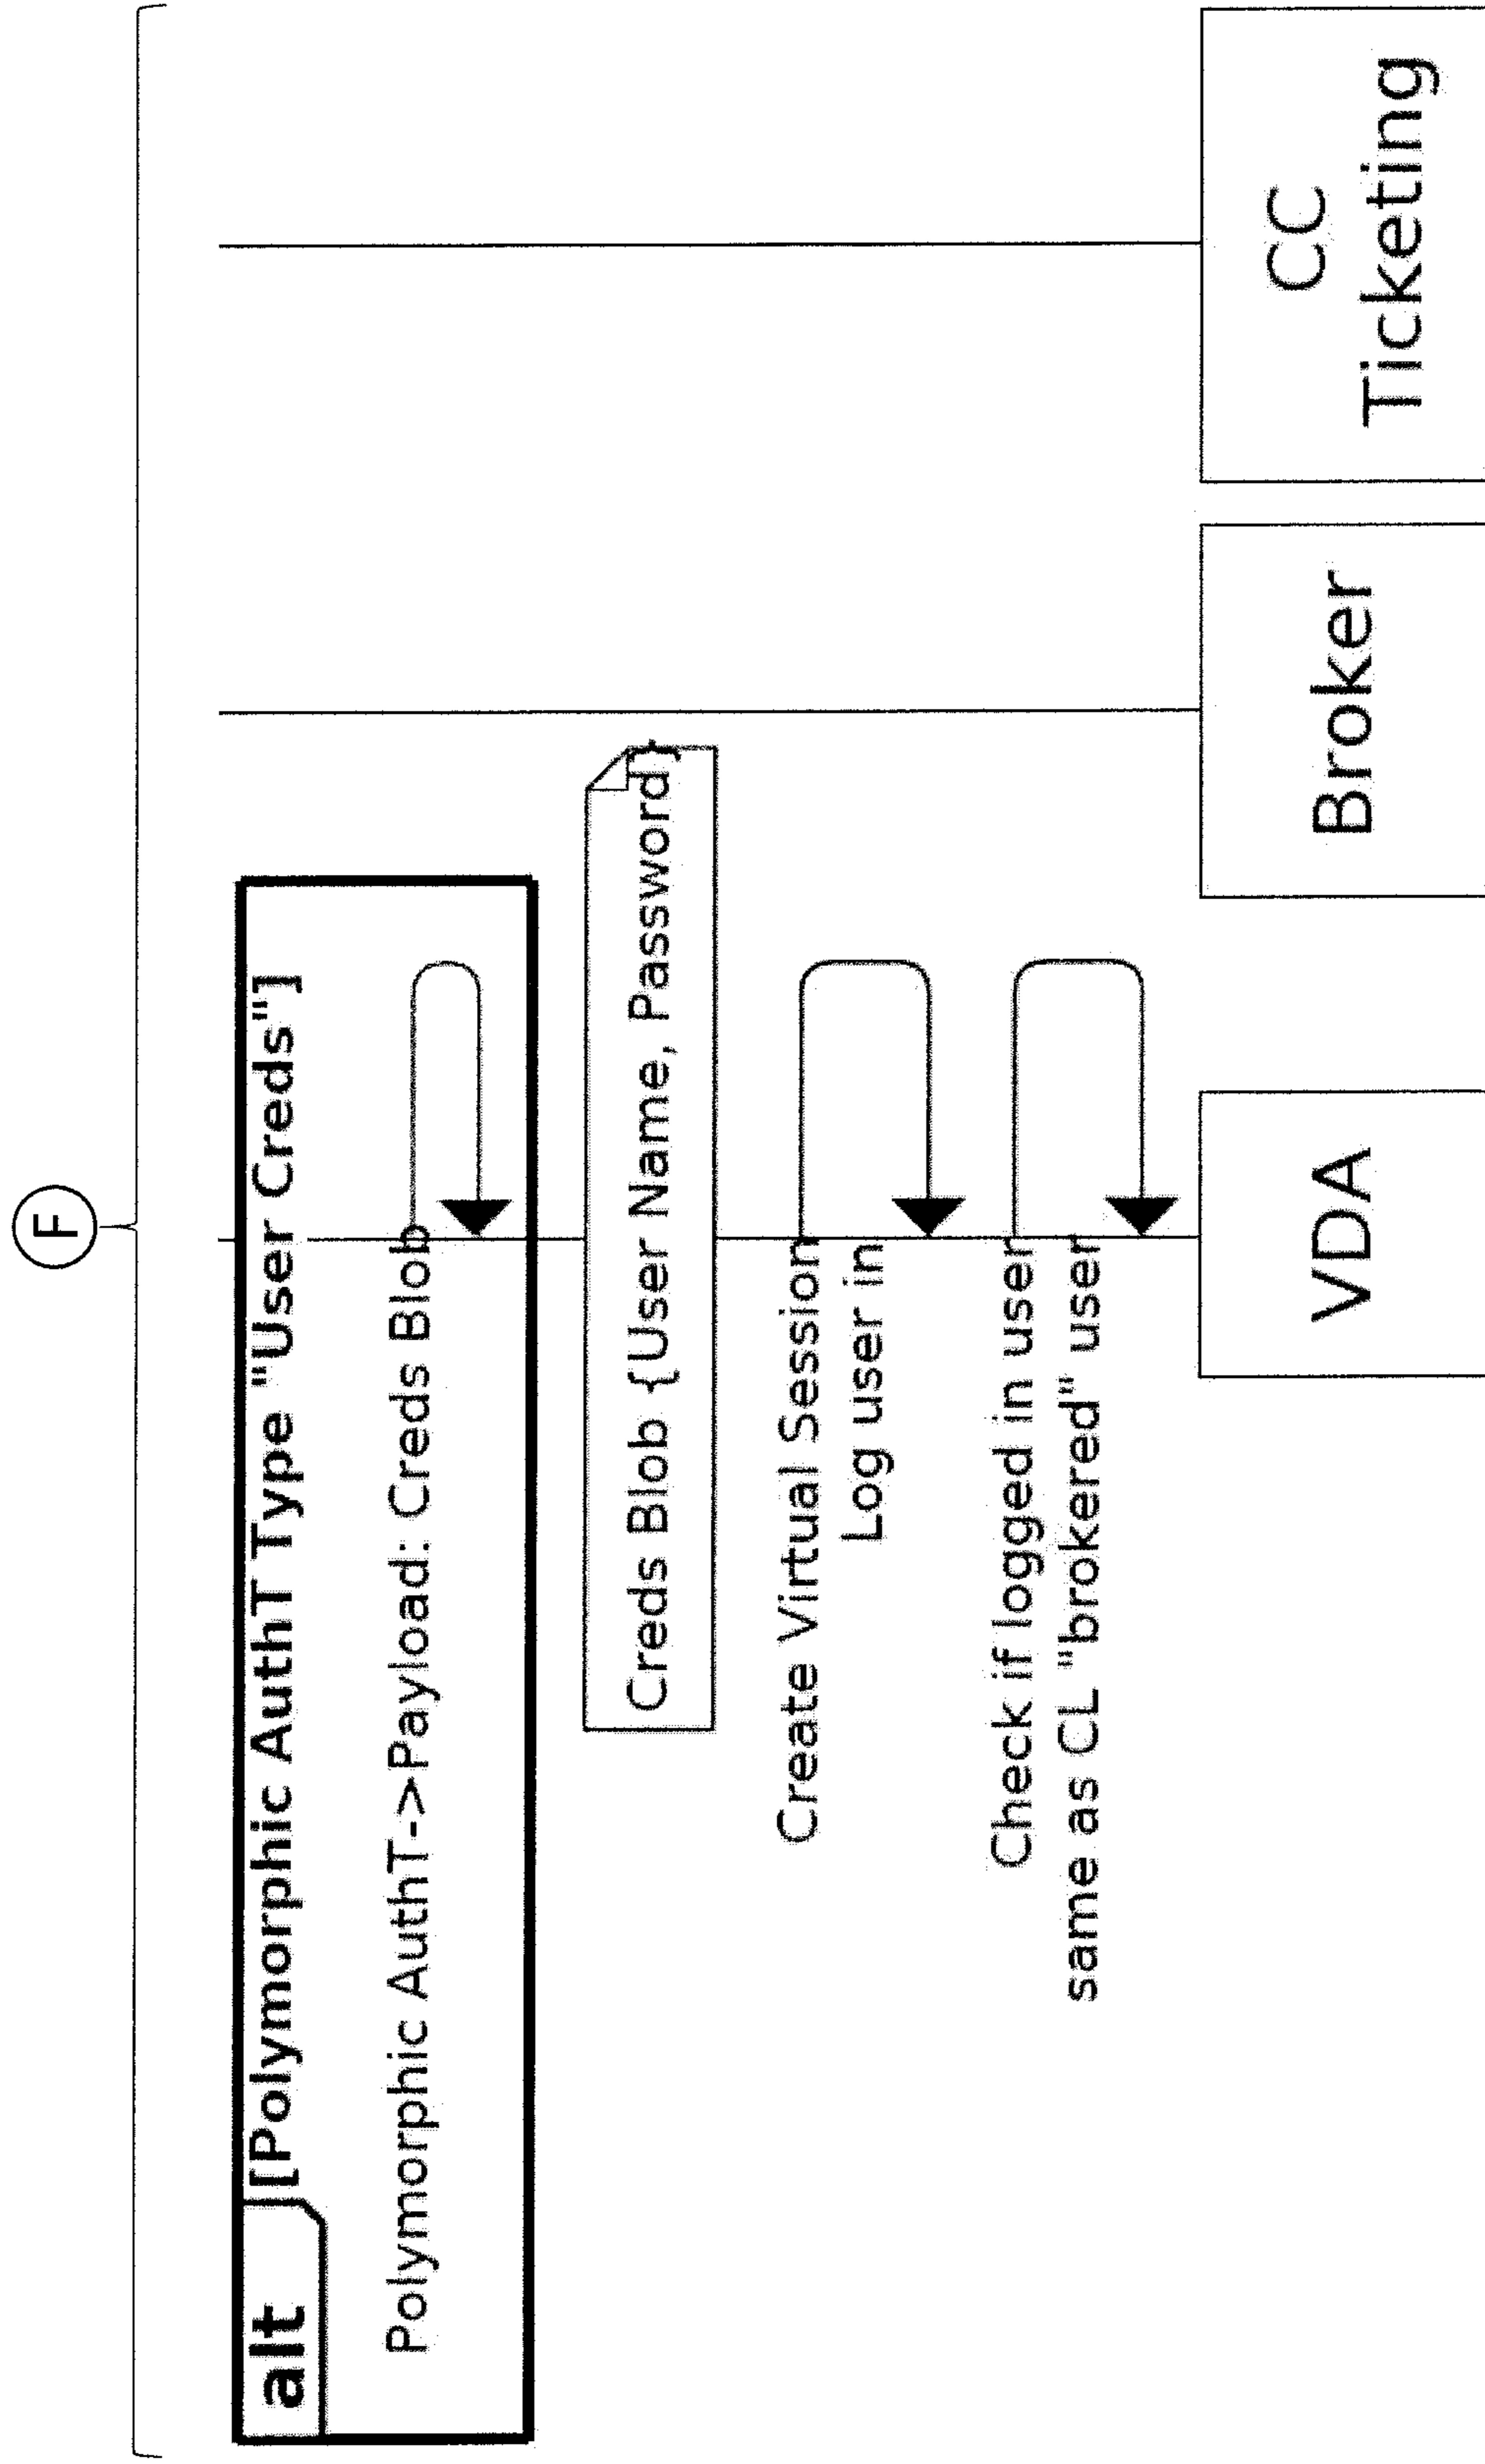 F
alt [Polymorphic AuthT Type "User Creds"]
Polymorphic AuthT->Payload: Creds Blob
Creds Blob {User Name, Password}
Create Virtual Session
Log user in
Check if logged in user
same as CL "brokered" user
VDA
Broker
CC
Ticketing